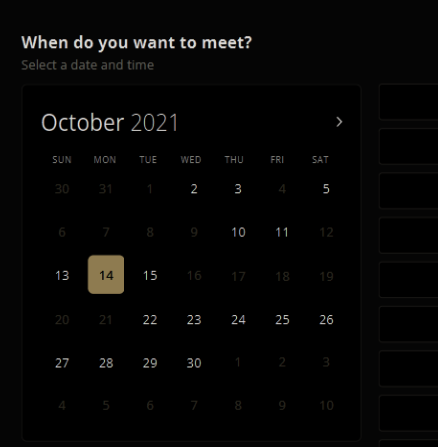 When do you want to meet?
Select a date and time
October 2021 >
SUN MON TUE WED THU FRI SAT
30 31 1 2 3 4 5
6 7 8 9 10 11 12
13 14 15 16 17 18 19
20 21 22 23 24 25 26
27 28 29 30 1 2 3
4 5 6 7 8 9 10